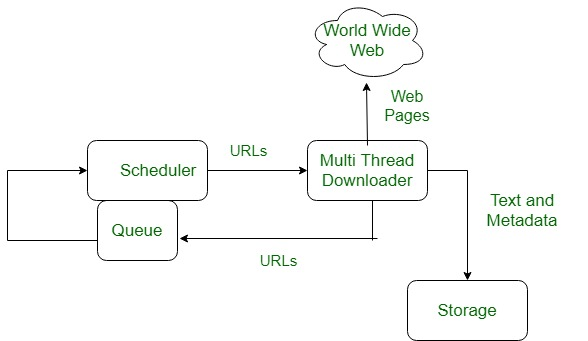 World Wide
Web
Web
Pages
URLs
Scheduler
Multi Thread
Downloader
Text and
Metadata
Queue
URLs
Storage